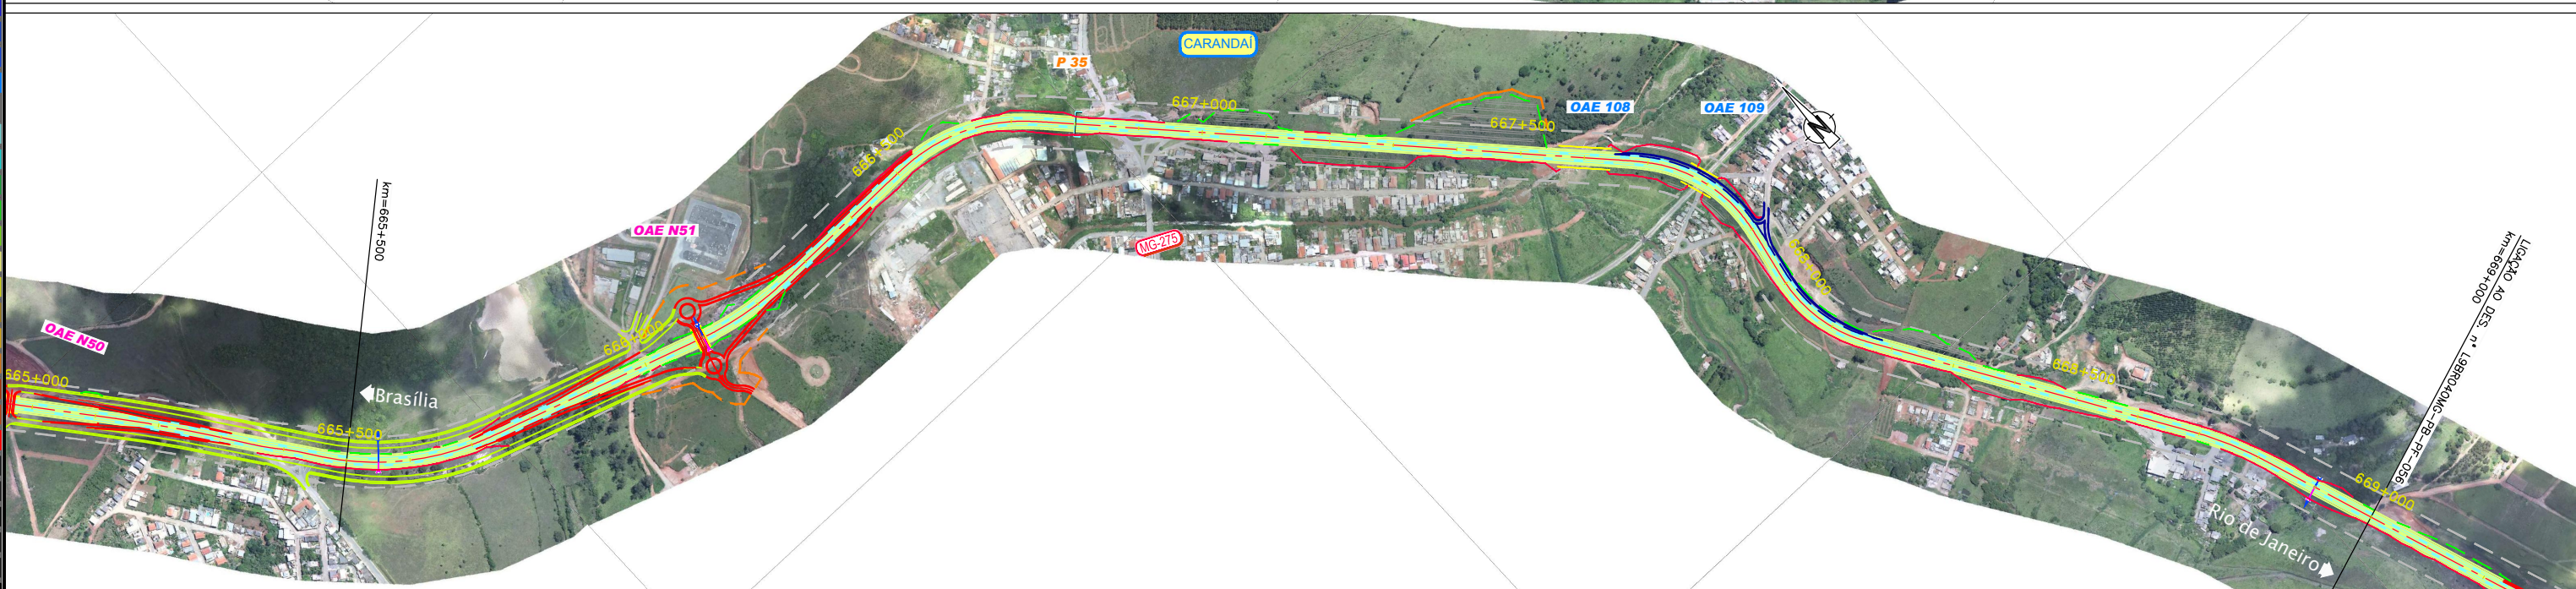 CARANDAÍ
P 35
667+000
OAE 108
OAE 109
667+500
N
666+500
km=665+500
OAE N51
MG-275
668+000
LIGAÇÃO AO DES. n° L9BR040MG-PB-PF-0556
km=669+000
OAE N50
666+000
665+000
Brasília
668+500
665+500
669+000
Rio de Janeiro